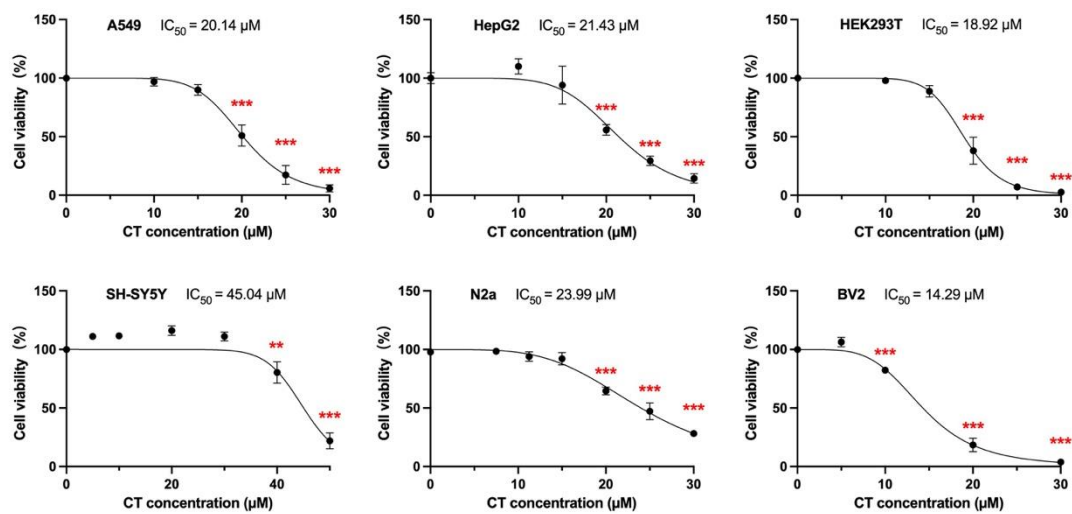 A549 IC50 = 20.14 μM
150
100
50
0
Cell viability (%)
***
***
***
0 10 20 30
CT concentration (μM)
HepG2 IC50 = 21.43 μM
150
100
50
0
Cell viability (%)
***
***
***
0 10 20 30
CT concentration (μM)
HEK293T IC50 = 18.92 μM
150
100
50
0
Cell viability (%)
***
***
***
0 10 20 30
CT concentration (μM)
SH-SY5Y IC50 = 45.04 μM
150
100
50
0
Cell viability (%)
**
***
0 20 40
CT concentration (μM)
N2a IC50 = 23.99 μM
150
100
50
0
Cell viability (%)
***
***
***
0 10 20 30
CT concentration (μM)
BV2 IC50 = 14.29 μM
150
100
50
0
Cell viability (%)
***
***
***
0 10 20 30
CT concentration (μM)